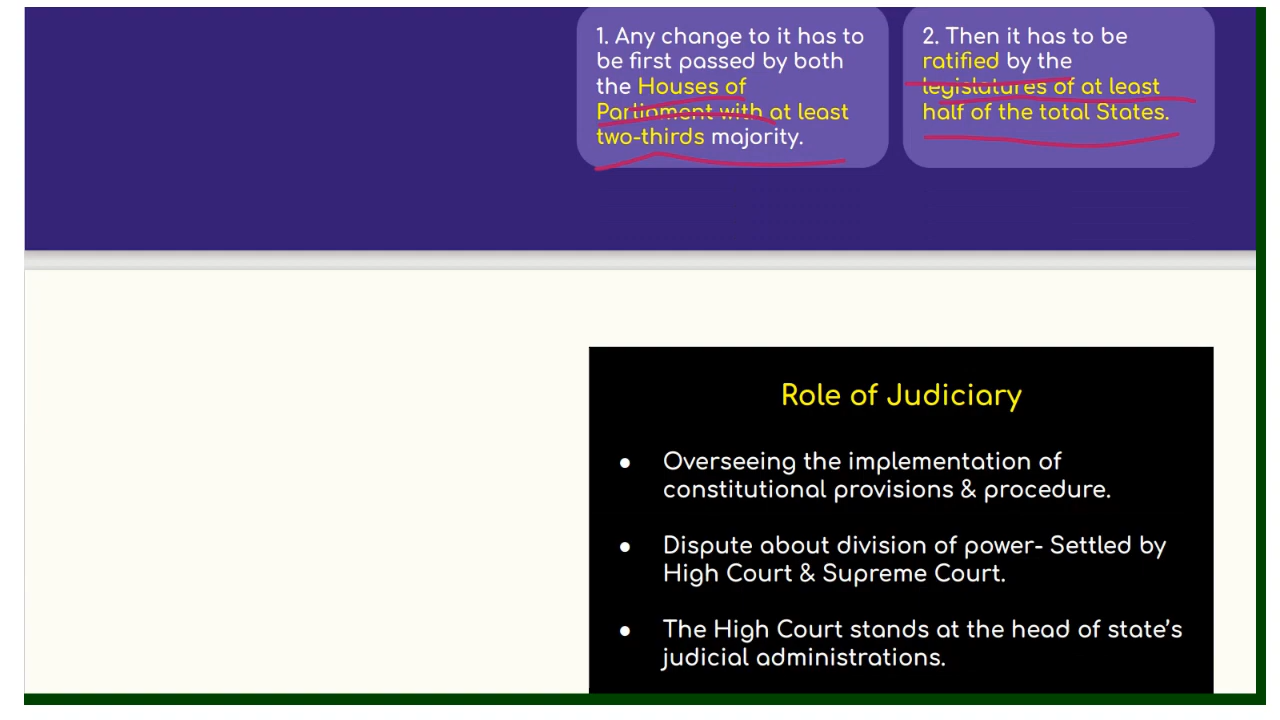 1. Any change to it has to
be first passed by both
the Houses of
Parliament with at least
two-thirds majority.
2. Then it has to be
ratified by the
legislatures of at least
half of the total States.
Role of Judiciary
● Overseeing the implementation of
constitutional provisions & procedure.
● Dispute about division of power- Settled by
High Court & Supreme Court.
● The High Court stands at the head of state's
judicial administrations.